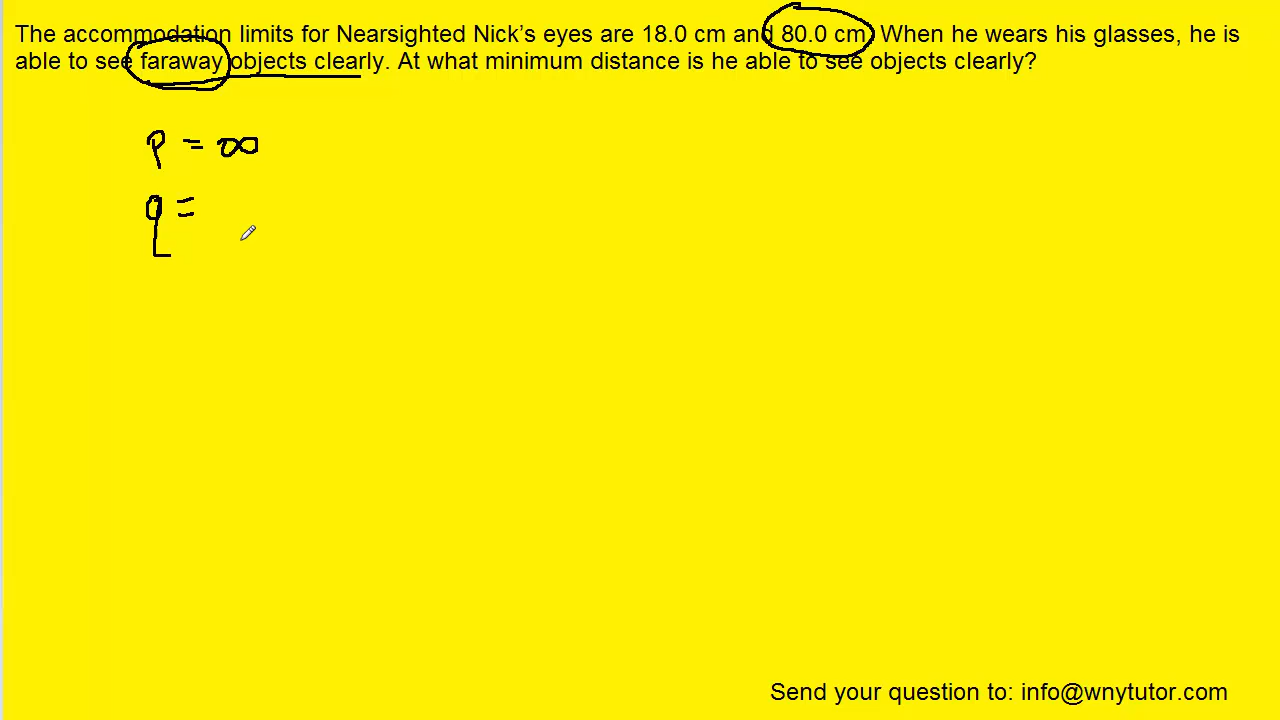 The accommodation limits for Nearsighted Nick's eyes are 18.0 cm and 80.0 cm. When he wears his glasses, he is
able to see faraway objects clearly. At what minimum distance is he able to see objects clearly?
p = ∞
q =
Send your question to: info@wnytutor.com